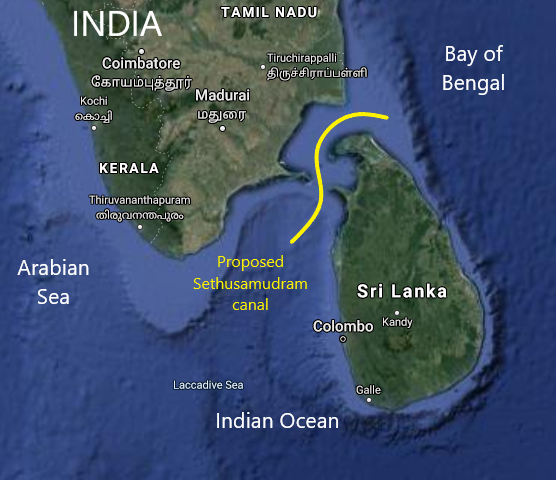 INDIA
TAMIL NADU
Coimbatore
கோயம்புத்தூர்
Tiruchirappalli
திருச்சிராப்பள்ளி
Bay of
Bengal
Kochi
കൊച്ചി
Madurai
மதுரை
KERALA
Thiruvananthapuram
തിരുവനന്തപുരം
Arabian
Sea
Proposed
Sethusamudram
canal
Sri Lanka
Colombo
Kandy
Laccadive Sea
Galle
Indian Ocean